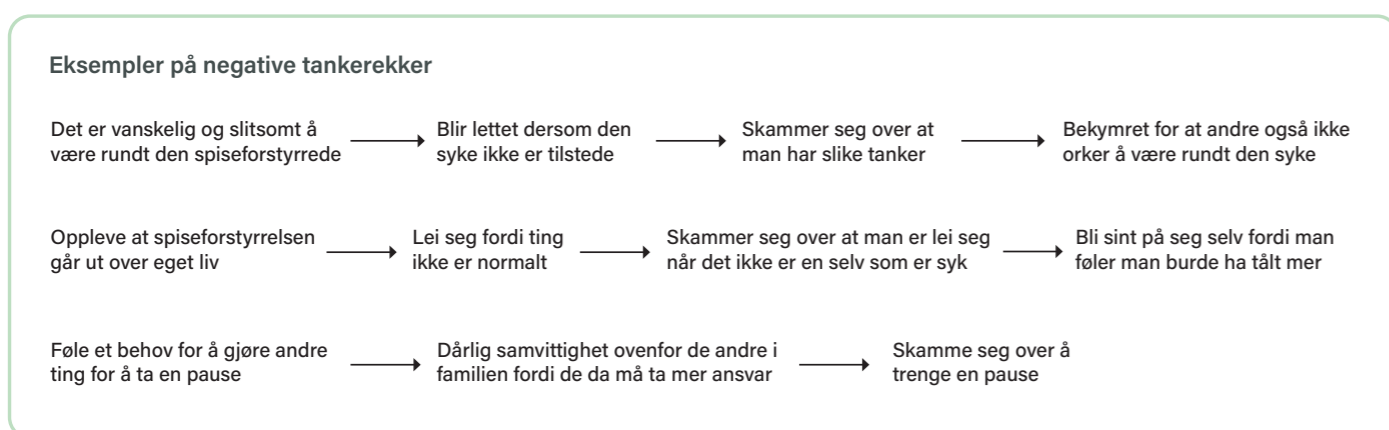 Eksempler på negative tankerekker
Det er vanskelig og slitsomt å
være rundt den spiseforstyrrede
Blir lettet dersom den
syke ikke er tilstede
Skammer seg over at
man har slike tanker
Bekymret for at andre også ikke
orker å være rundt den syke
Oppleve at spiseforstyrrelsen
går ut over eget liv
Lei seg fordi ting
ikke er normalt
Skammer seg over at man er lei seg
når det ikke er en selv som er syk
Bli sint på seg selv fordi man
føler man burde ha tålt mer
Føle et behov for å gjøre andre
ting for å ta en pause
Dårlig samvittighet ovenfor de andre i
familien fordi de da må ta mer ansvar
Skamme seg over å
trenge en pause